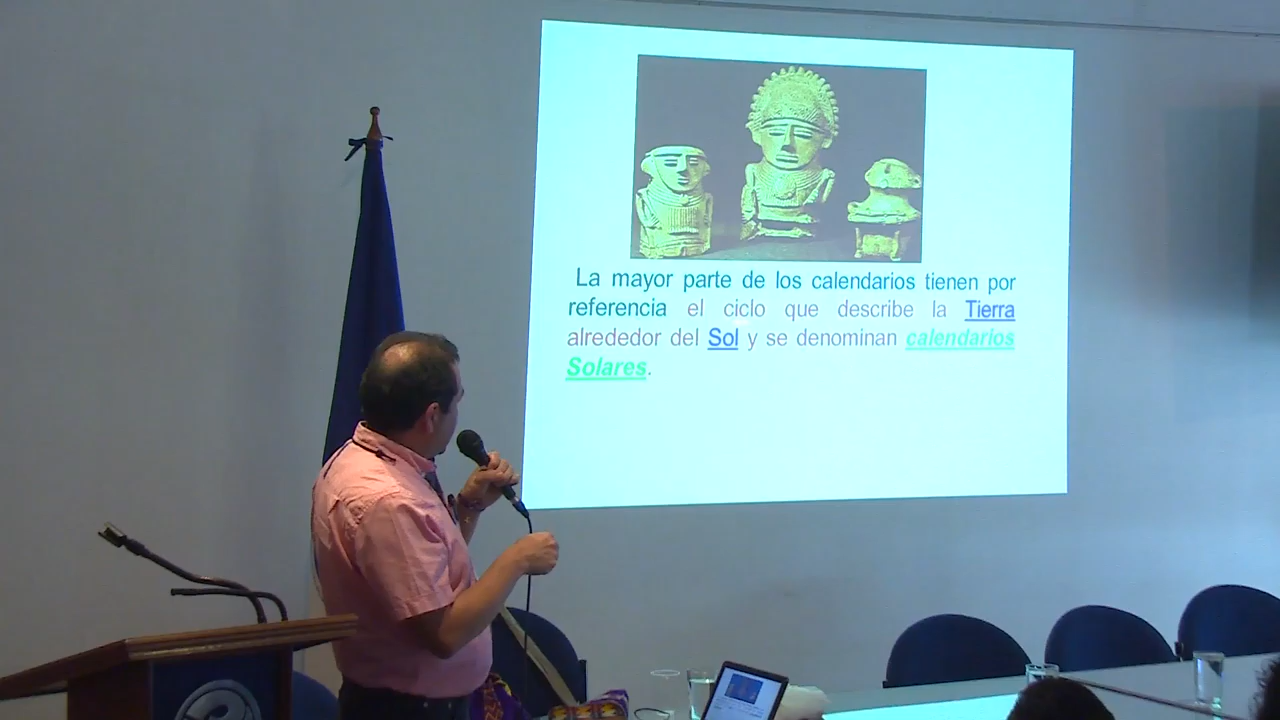 La mayor parte de los calendarios tienen por
referencia el ciclo que describe la Tierra
alrededor del Sol y se denominan calendarios
Solares.